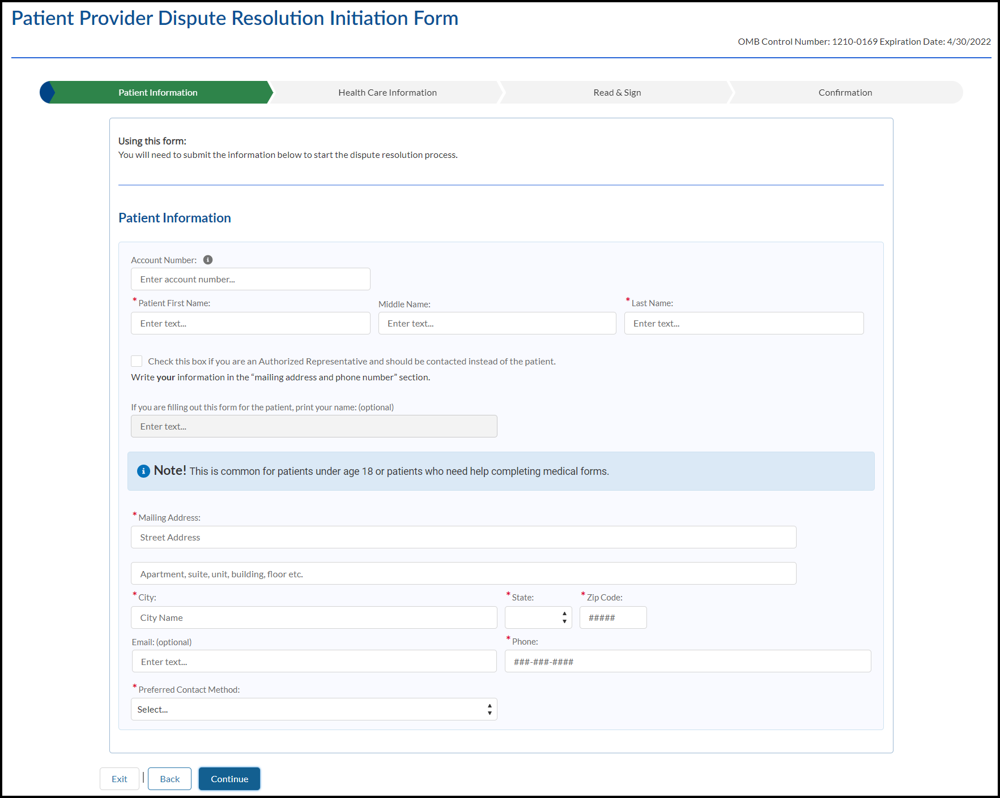 Patient Provider Dispute Resolution Initiation Form
OMB Control Number: 1210-0169 Expiration Date: 4/30/2022
Patient Information
Health Care Information
Read & Sign
Confirmation
Using this form:
You will need to submit the information below to start the dispute resolution process.
Patient Information
Account Number:
Enter account number...
* Patient First Name:
Middle Name:
* Last Name:
Enter text...
Enter text...
Enter text...
Check this box if you are an Authorized Representative and should be contacted instead of the patient.
Write your information in the “mailing address and phone number” section.
If you are filling out this form for the patient, print your name: (optional)
Enter text...
Note! This is common for patients under age 18 or patients who need help completing medical forms.
* Mailing Address:
Street Address
Apartment, suite, unit, building, floor etc.
* City:
* State:
* Zip Code:
City Name
#####
Email: (optional)
* Phone:
Enter text...
###-###-####
* Preferred Contact Method:
Select...
Exit | Back Continue